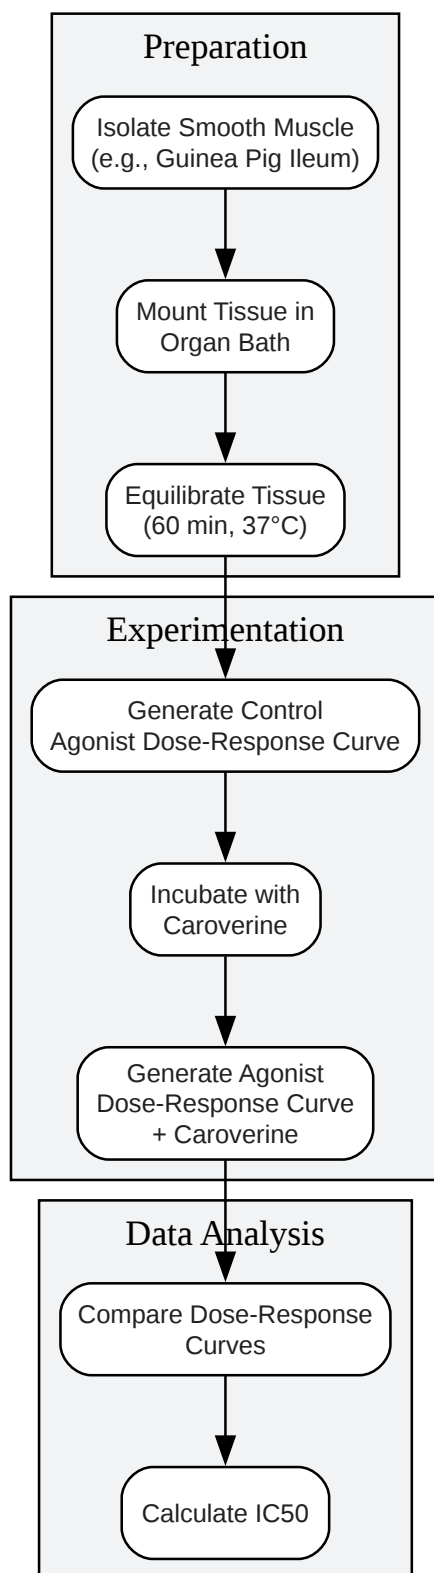 Preparation
Isolate Smooth Muscle
(e.g., Guinea Pig Ileum)
Mount Tissue in
Organ Bath
Equilibrate Tissue
(60 min, 37°C)
Experimentation
Generate Control
Agonist Dose-Response Curve
Incubate with
Caroverine
Generate Agonist
Dose-Response Curve
+ Caroverine
Data Analysis
Compare Dose-Response
Curves
Calculate IC50